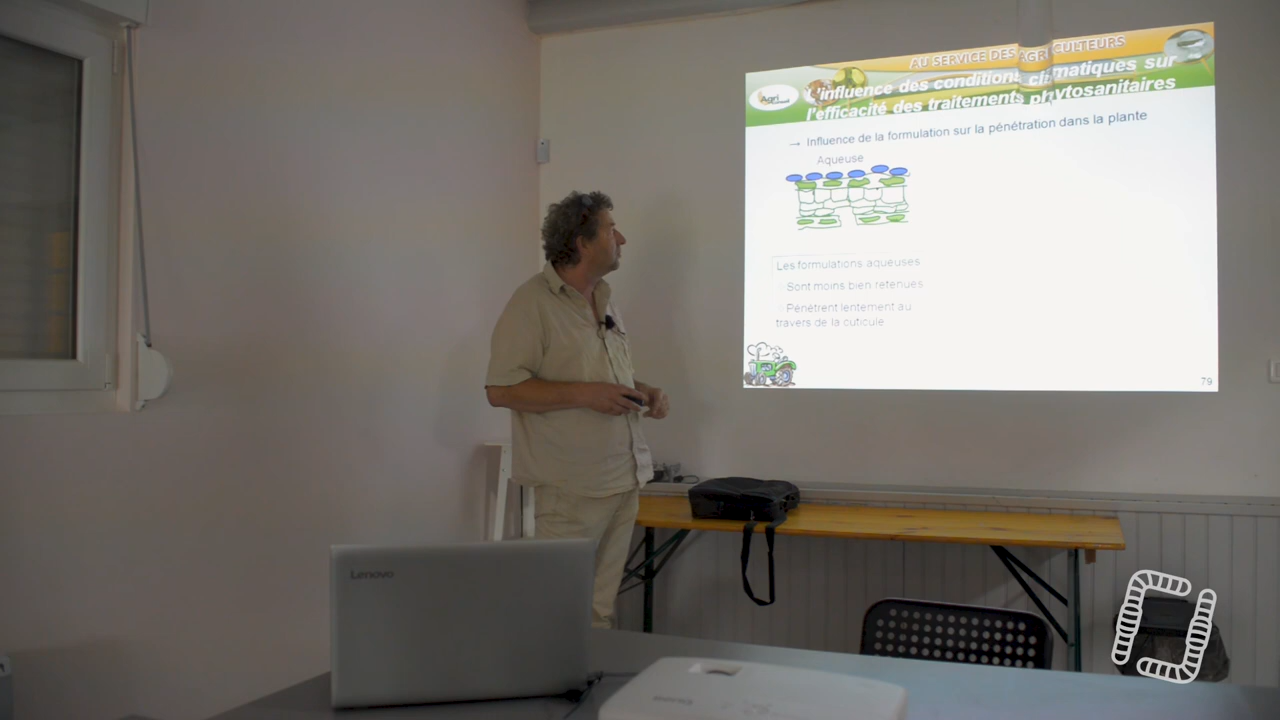 AU SERVICE DES AGRICULTEURS
L'influence des conditions climatiques sur
l'efficacité des traitements phytosanitaires
Agri
→ Influence de la formulation sur la pénétration dans la plante
Aqueuse
Les formulations aqueuses
Sont moins bien retenues
Pénètrent lentement au
travers de la cuticule
79
Lenovo